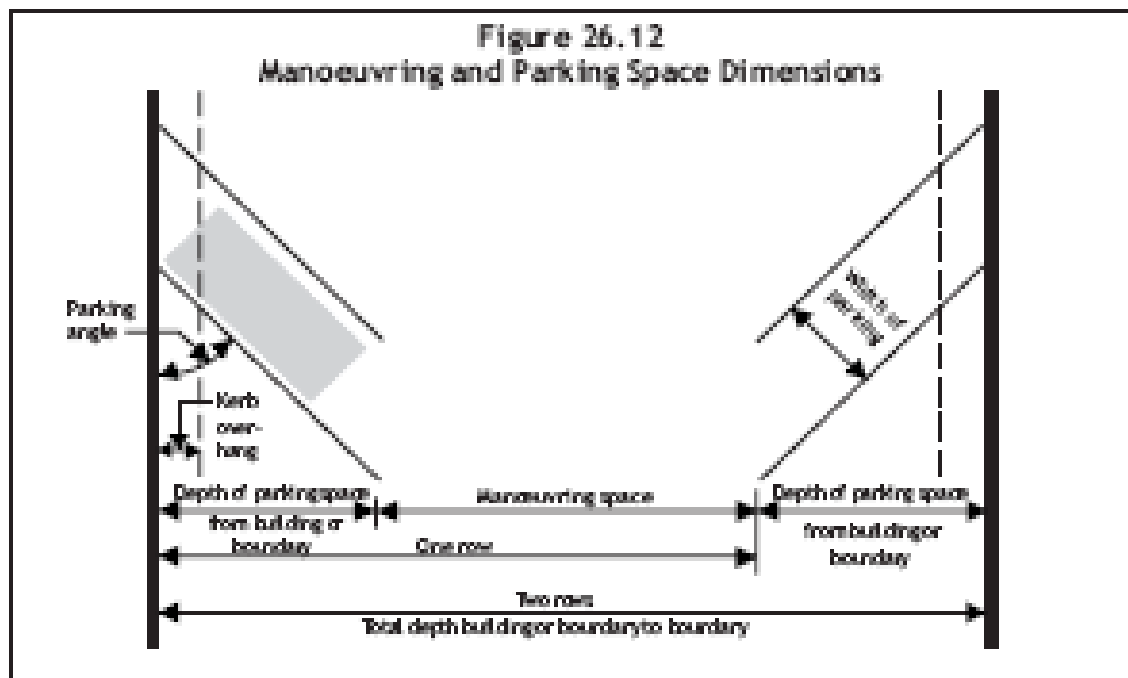 Figure 26.12
Manoeuvring and Parking Space Dimensions
Parking
angle
Width of
parking
Kerb
over-
hang
Depth of parking space
from building or
boundary
Manoeuvring space
Depth of parking space
from building or
boundary
One row
Two rows
Total depth building or boundary to boundary